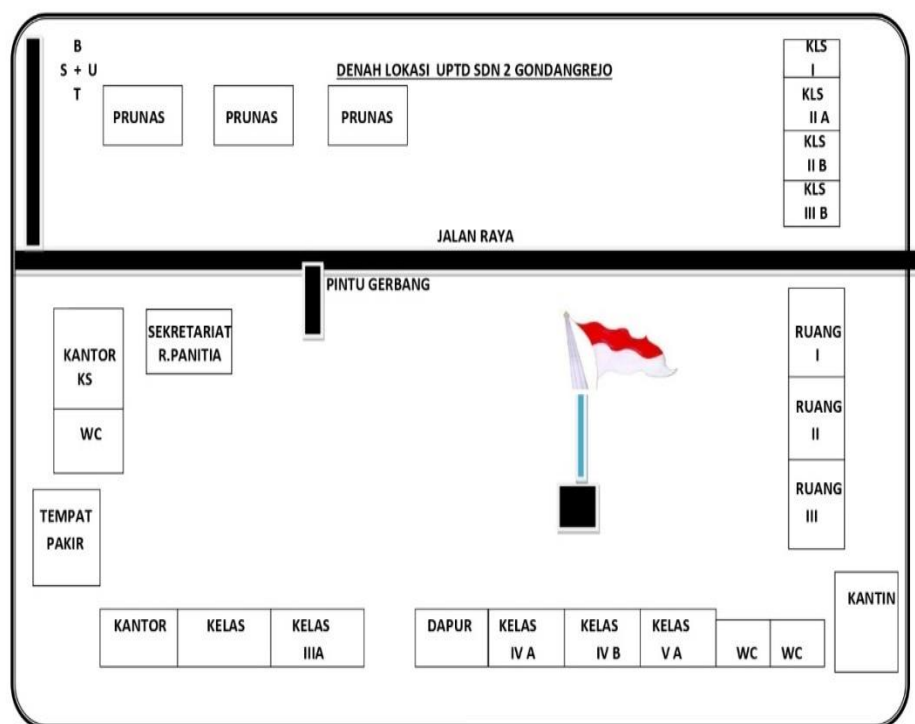 B
S + U
T
DENAH LOKASI UPTD SDN 2 GONDANGREJO
PRUNAS
PRUNAS
PRUNAS
KLS
I
KLS
II A
KLS
II B
KLS
III B
JALAN RAYA
PINTU GERBANG
KANTOR
KS
SEKRETARIAT
R.PANITIA
WC
TEMPAT
PAKIR
RUANG
I
RUANG
II
RUANG
III
KANTIN
KANTOR
KELAS
KELAS
IIIA
DAPUR
KELAS
IV A
KELAS
IV B
KELAS
V A
WC
WC